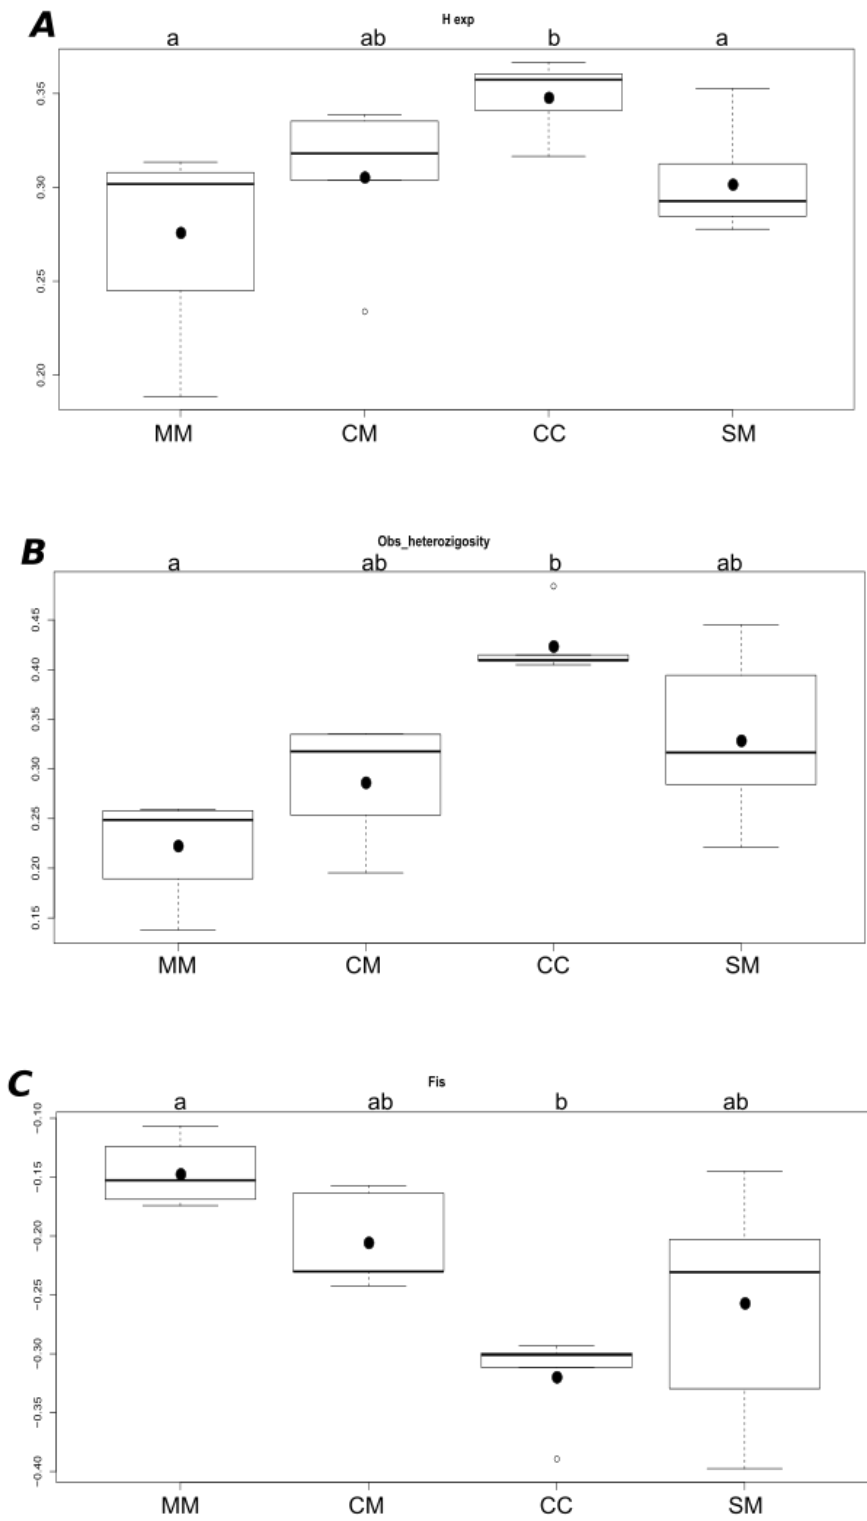 A
H exp
a ab b a
0.35
0.30
0.25
0.20
MM CM CC SM
B
Obs_heterozigosity
a ab b ab
0.45
0.40
0.35
0.30
0.25
0.20
0.15
MM CM CC SM
C
Fis
a ab b ab
−0.10
−0.15
−0.20
−0.25
−0.30
−0.35
−0.40
MM CM CC SM